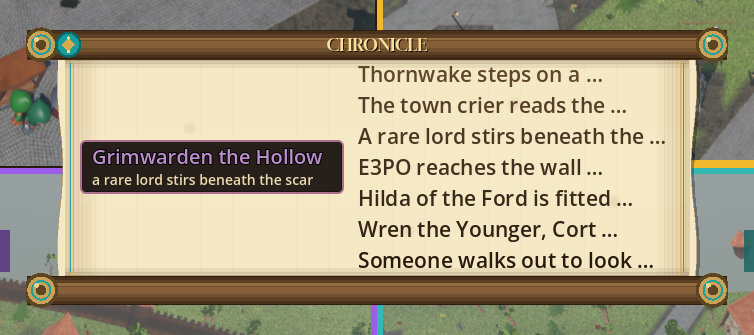 CHRONICLE
Grimwarden the Hollow
a rare lord stirs beneath the scar
Thornwake steps on a ...
The town crier reads the ...
A rare lord stirs beneath the ...
E3PO reaches the wall ...
Hilda of the Ford is fitted ...
Wren the Younger, Cort ...
Someone walks out to look ...